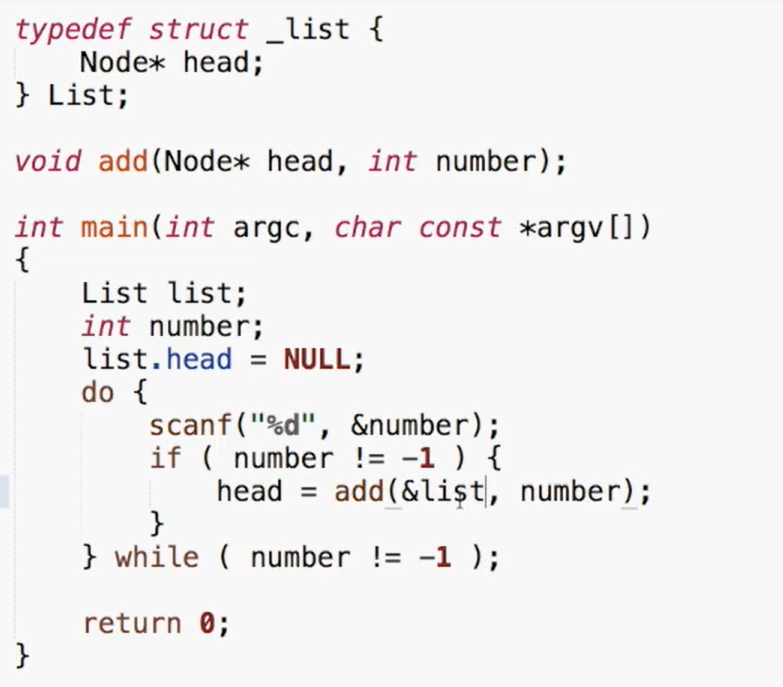 typedef struct _list {
    Node* head;
} List;

void add(Node* head, int number);

int main(int argc, char const *argv[])
{
    List list;
    int number;
    list.head = NULL;
    do {
        scanf("%d", &number);
        if ( number != -1 ) {
            head = add(&list, number);
        }
    } while ( number != -1 );

    return 0;
}